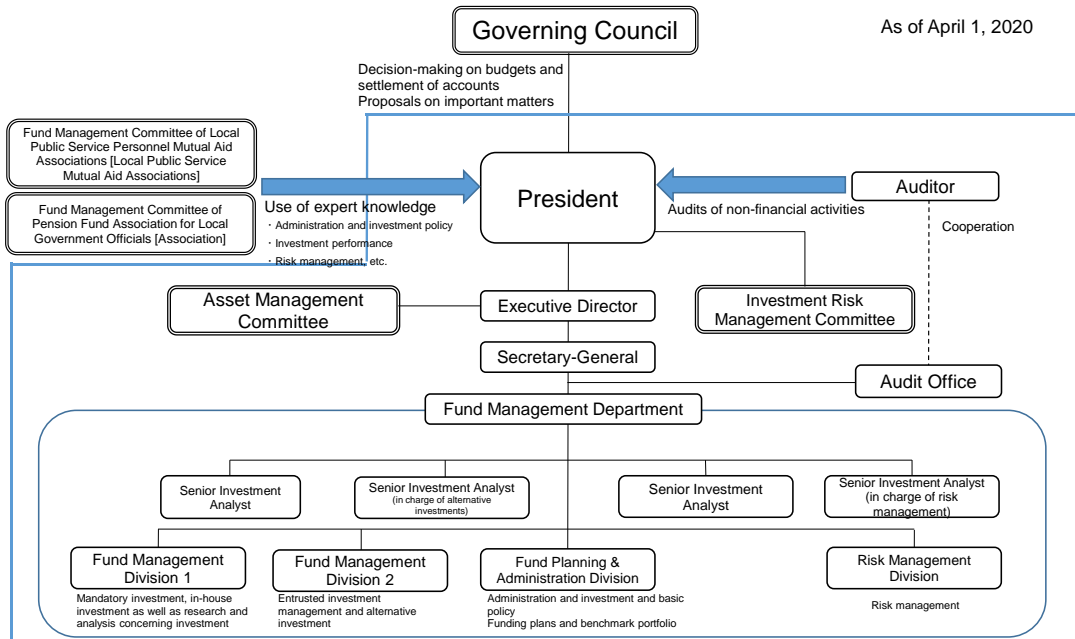 Governing Council
As of April 1, 2020
Decision-making on budgets and
settlement of accounts
Proposals on important matters
Fund Management Committee of Local
Public Service Personnel Mutual Aid
Associations [Local Public Service
Mutual Aid Associations]
Fund Management Committee of
Pension Fund Association for Local
Government Officials [Association]
Use of expert knowledge
・Administration and investment policy
・Investment performance
・Risk management, etc.
President
Auditor
Audits of non-financial activities
Cooperation
Asset Management
Committee
Executive Director
Investment Risk
Management Committee
Secretary-General
Audit Office
Fund Management Department
Senior Investment
Analyst
Senior Investment Analyst
(in charge of alternative
investments)
Senior Investment
Analyst
Senior Investment Analyst
(in charge of risk
management)
Fund Management
Division 1
Mandatory investment, in-house
investment as well as research and
analysis concerning investment
Fund Management
Division 2
Entrusted investment
management and alternative
investment
Fund Planning &
Administration Division
Administration and investment and basic
policy
Funding plans and benchmark portfolio
Risk Management
Division
Risk management